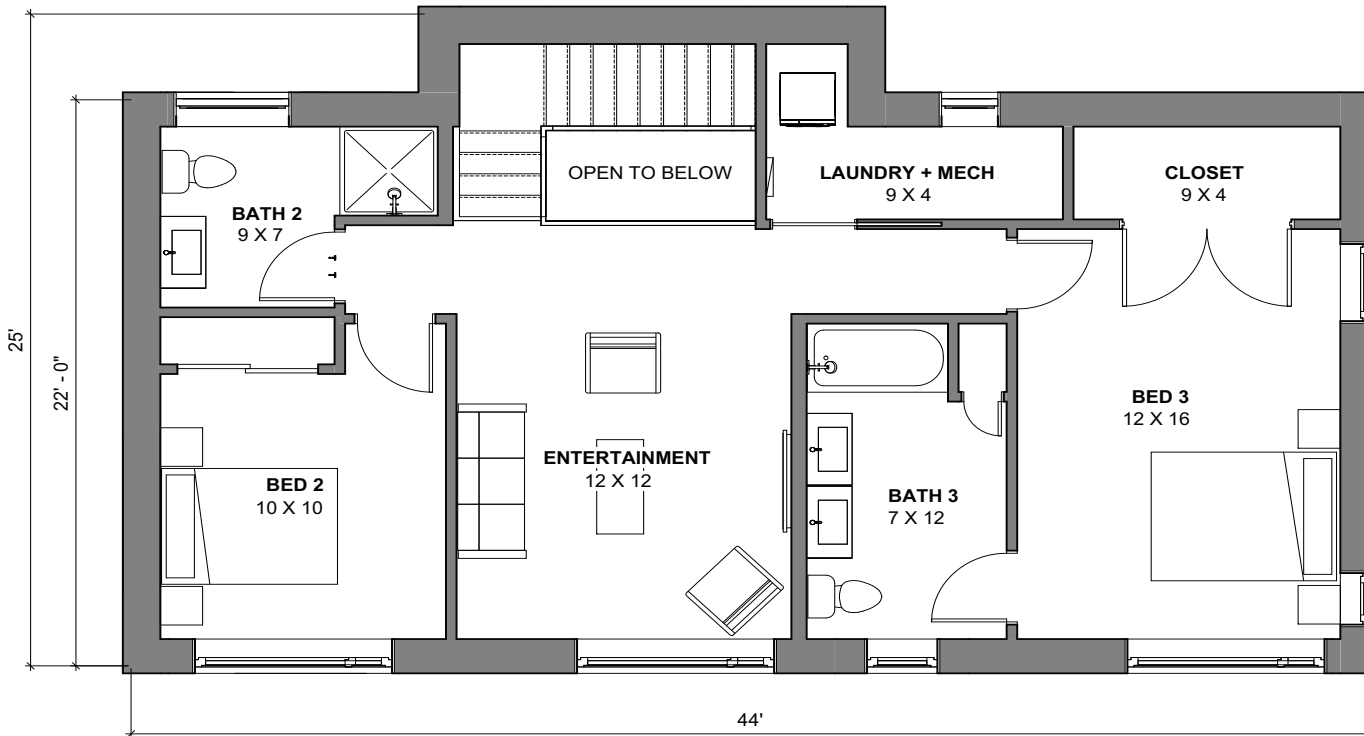 OPEN TO BELOW
LAUNDRY + MECH
9 X 4
CLOSET
9 X 4
BATH 2
9 X 7
25'
22' - 0"
BED 3
12 X 16
ENTERTAINMENT
12 X 12
BED 2
10 X 10
BATH 3
7 X 12
44'